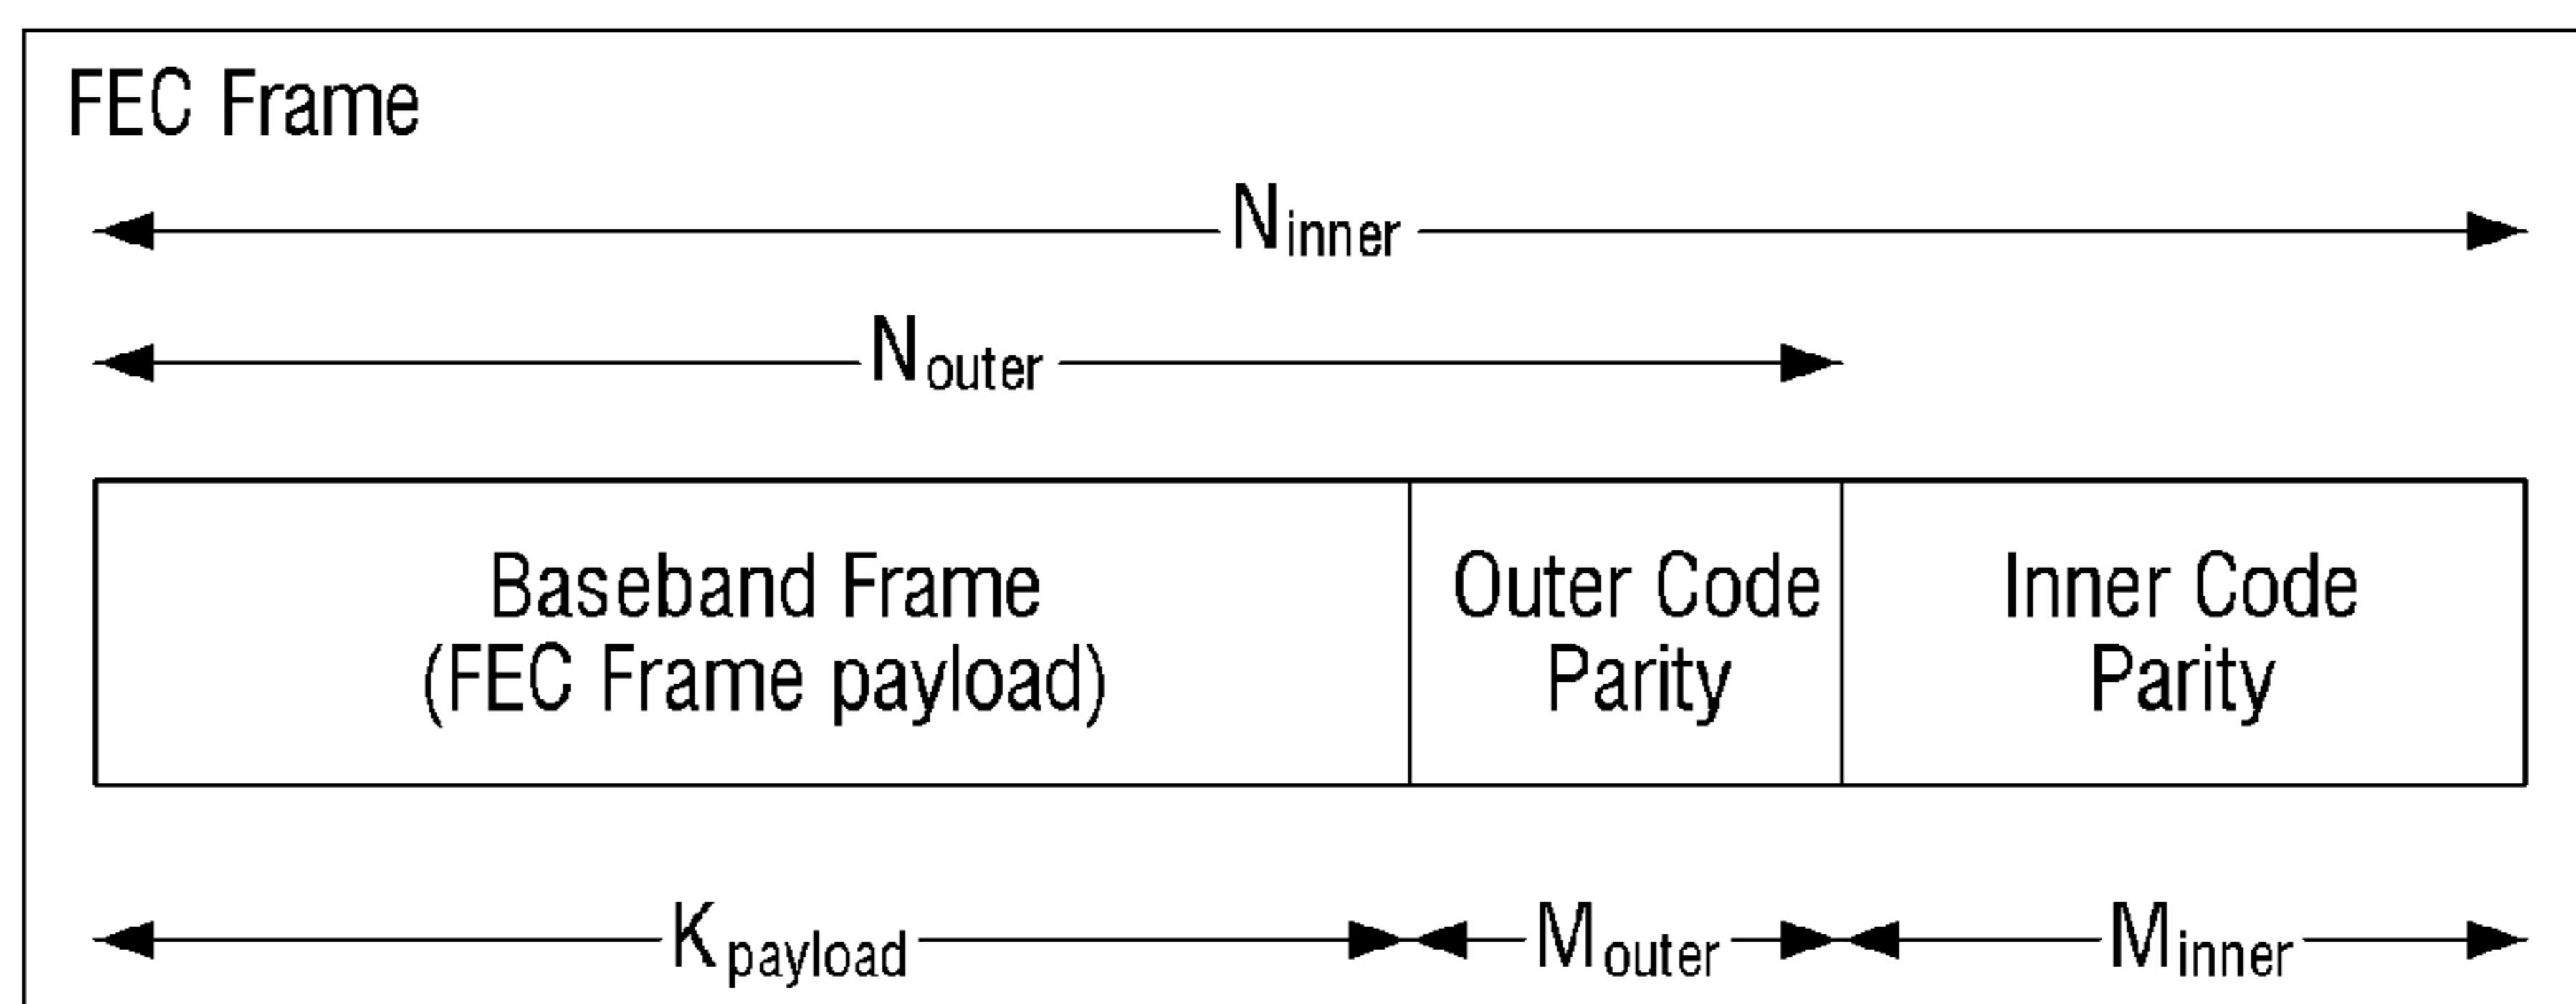 FEC Frame
Ninner
Nouter
Baseband Frame
(FEC Frame payload)
Outer Code
Parity
Inner Code
Parity
Kpayload
Mouter
Minner